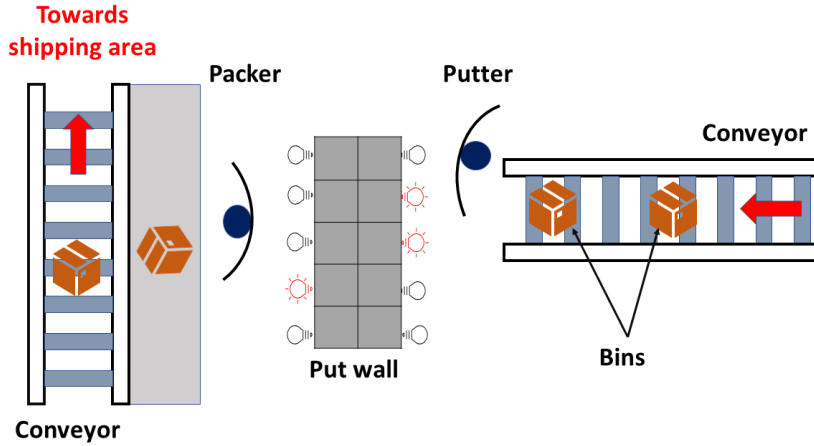 Towards
shipping area
Packer
Putter
Conveyor
Bins
Put wall
Conveyor